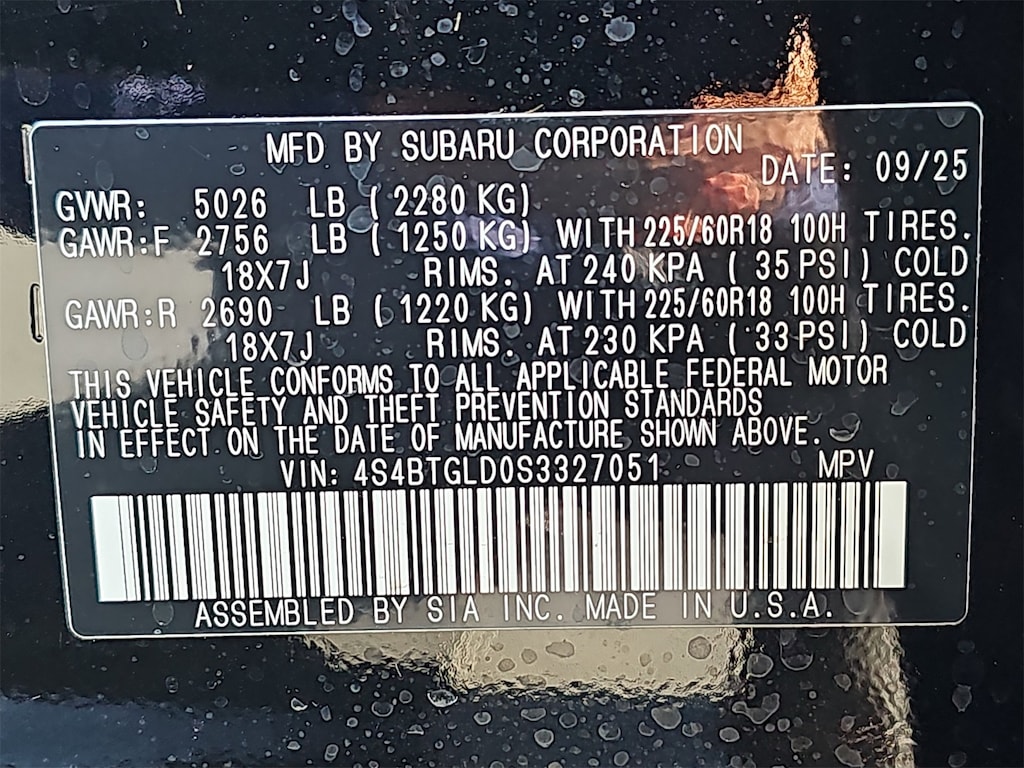 MFD BY SUBARU CORPORATION
DATE: 09/25
GVWR: 5026 LB ( 2280 KG)
GAWR:F 2756 LB ( 1250 KG) WITH 225/60R18 100H TIRES.
18X7J RIMS. AT 240 KPA ( 35 PSI) COLD
GAWR:R 2690 LB ( 1220 KG) WITH 225/60R18 100H TIRES.
18X7J RIMS. AT 230 KPA ( 33 PSI) COLD
THIS VEHICLE CONFORMS TO ALL APPLICABLE FEDERAL MOTOR
VEHICLE SAFETY AND THEFT PREVENTION STANDARDS
IN EFFECT ON THE DATE OF MANUFACTURE SHOWN ABOVE.
VIN: 4S4BTGLD0S3327051 MPV
ASSEMBLED BY SIA INC. MADE IN U.S.A.